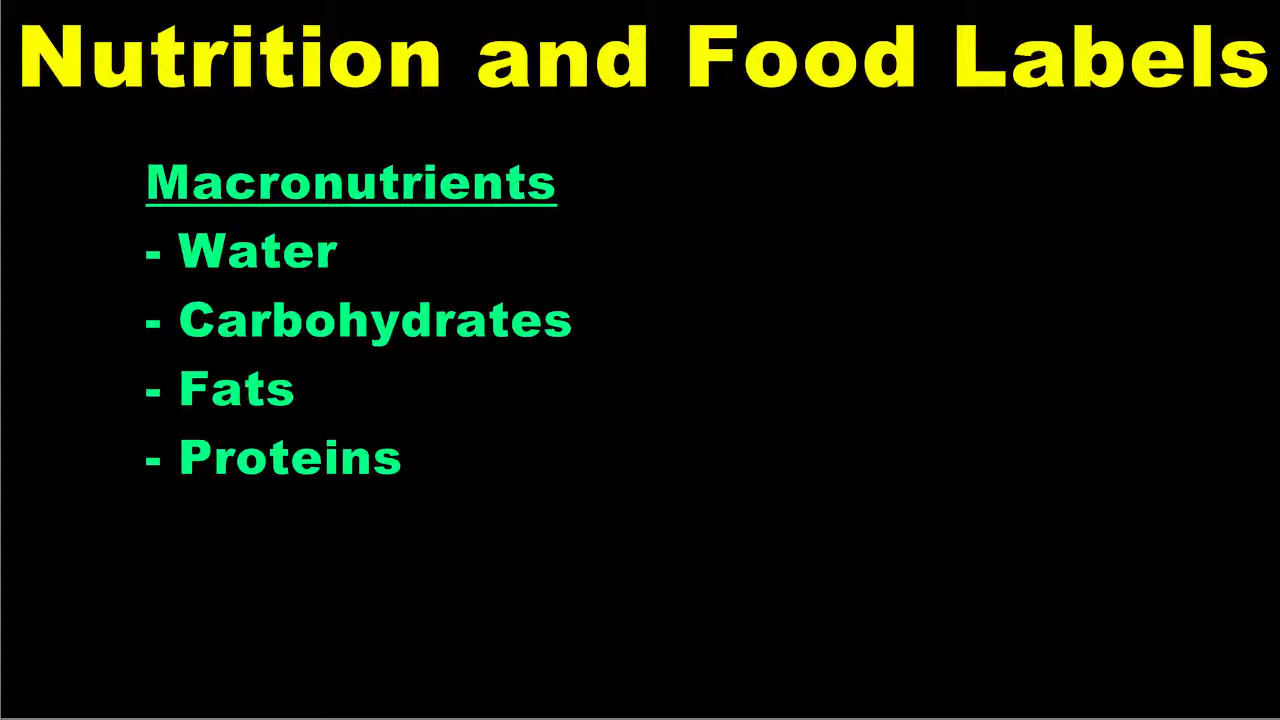 Nutrition and Food Labels
Macronutrients
- Water
- Carbohydrates
- Fats
- Proteins